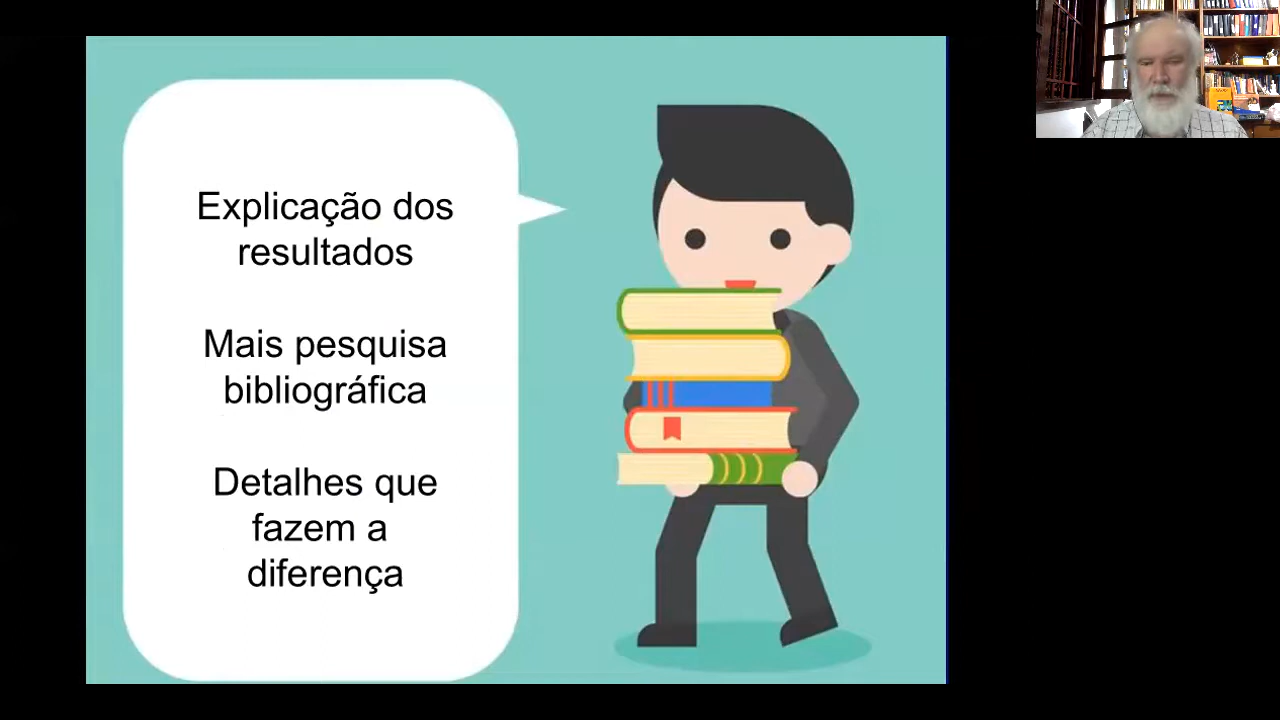 Explicação dos
resultados
Mais pesquisa
bibliográfica
Detalhes que
fazem a
diferença